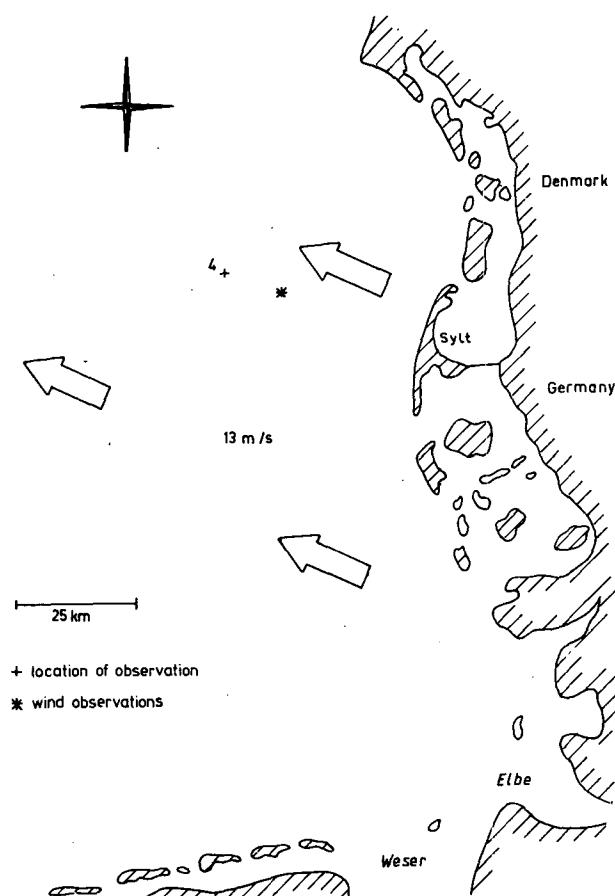 Denmark
4
Sylt
Germany
13 m/s
25 km
+ location of observation
* wind observations
Elbe
Weser